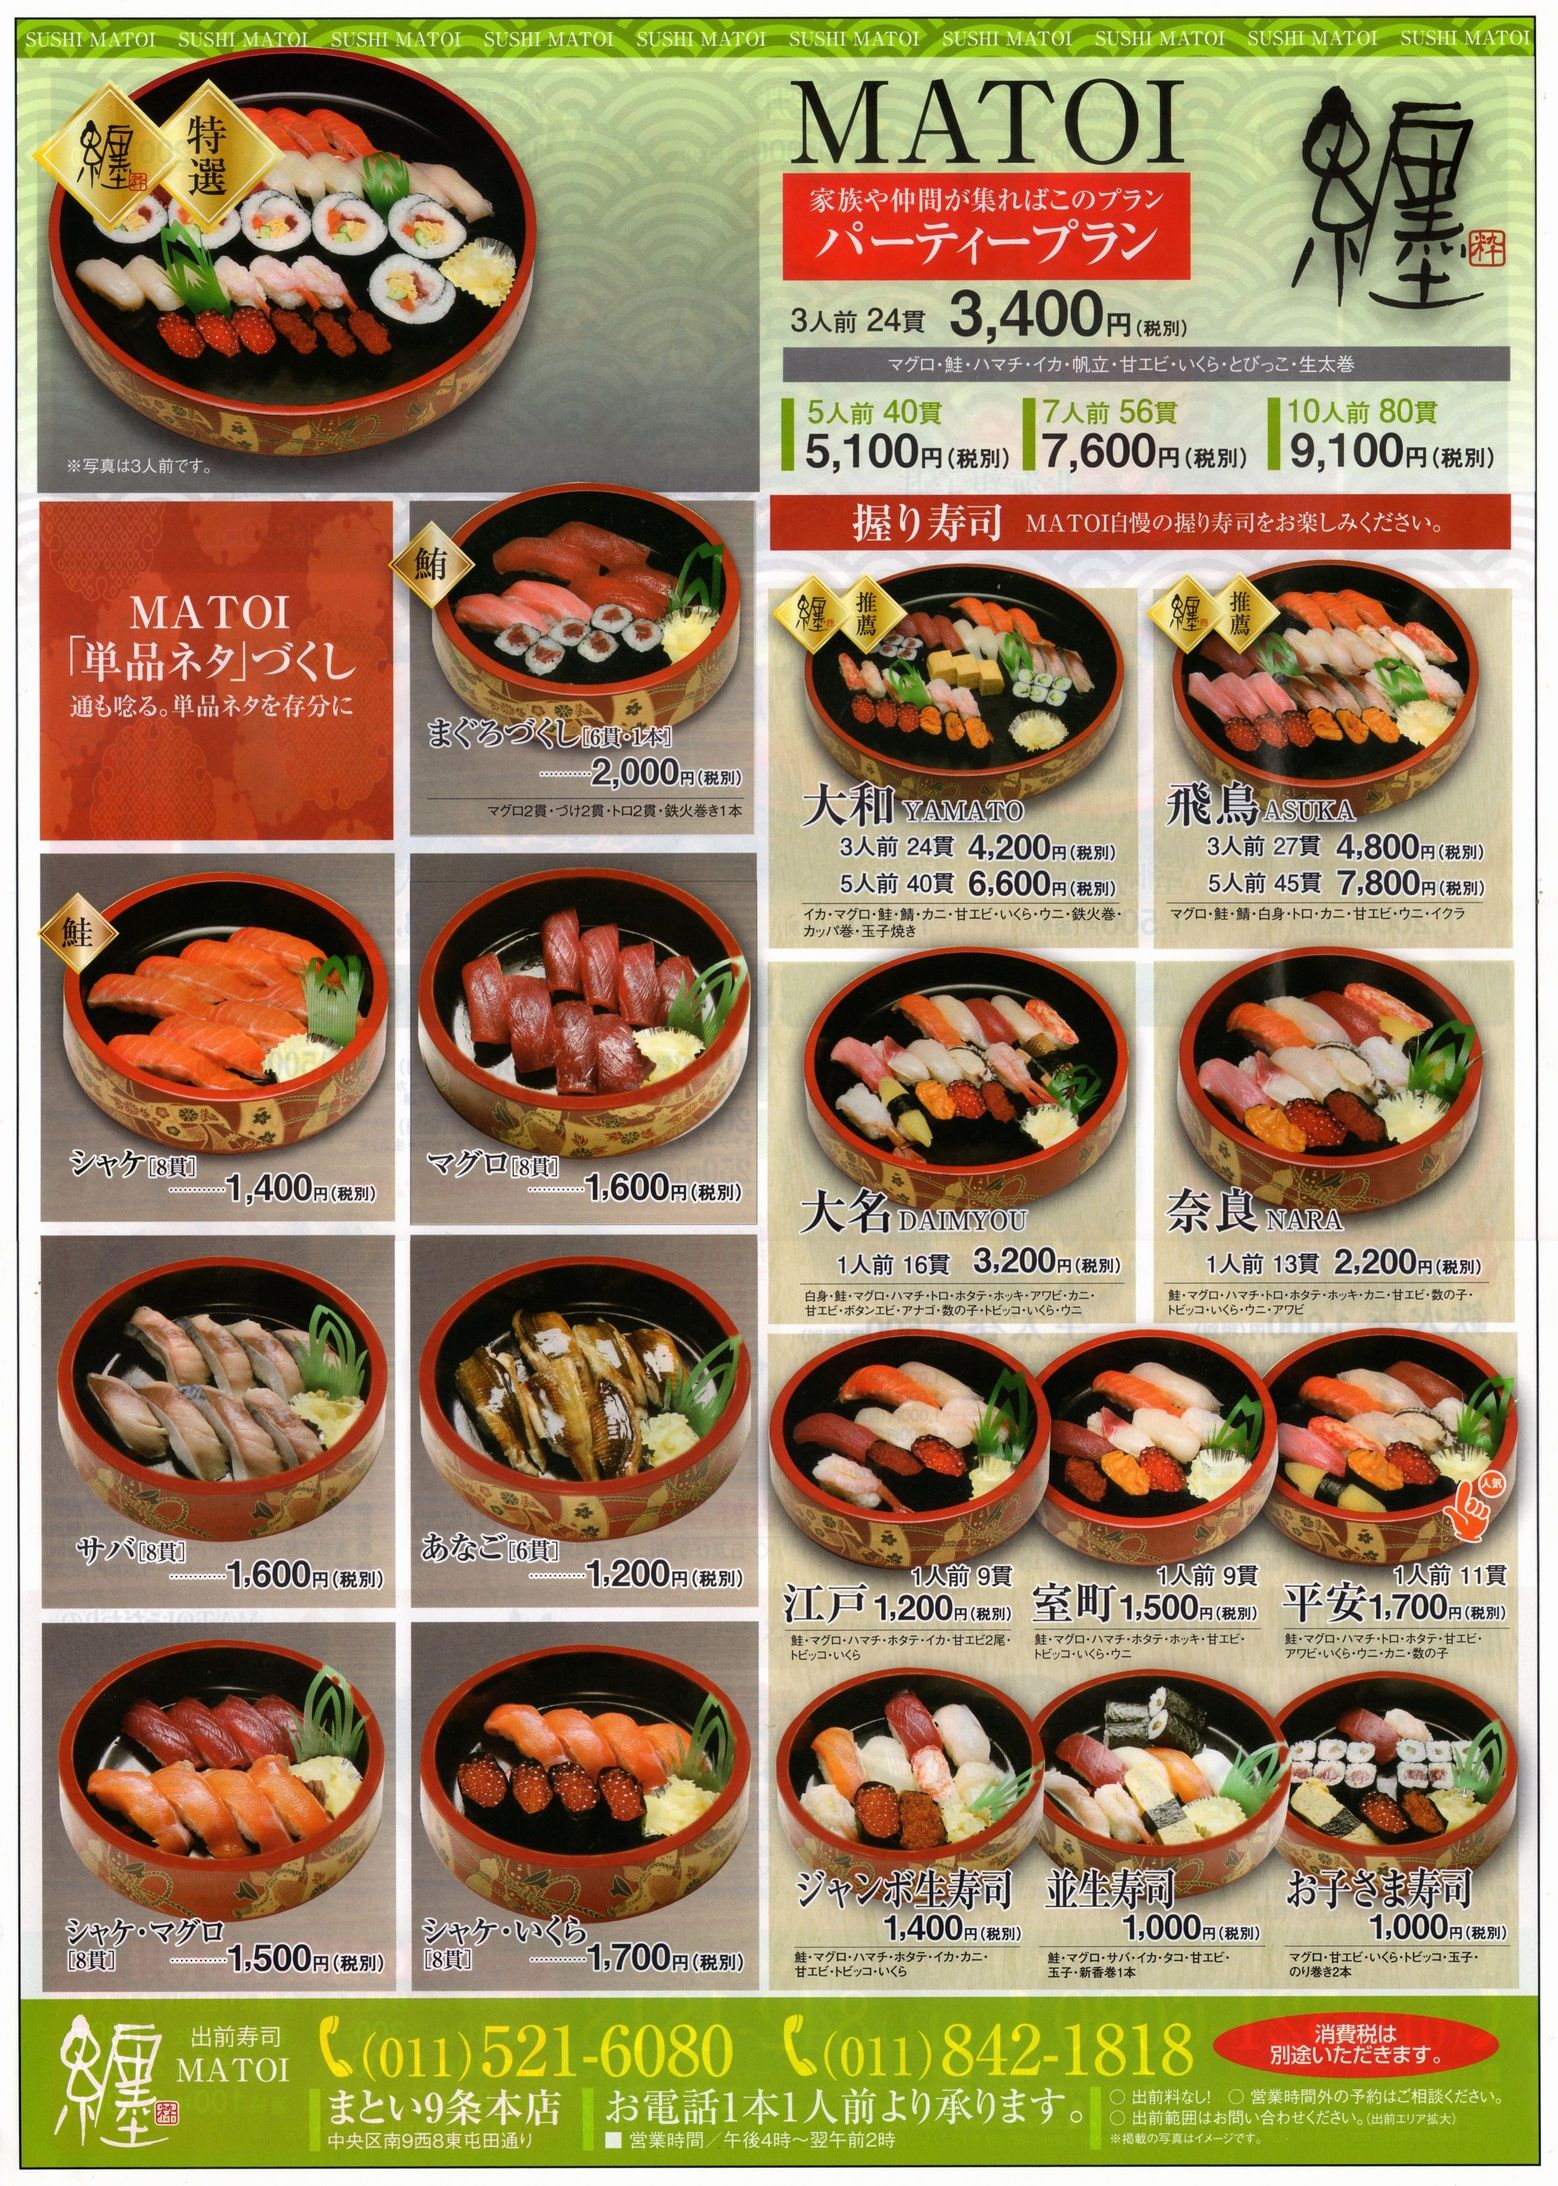 SUSHI MATOI SUSHI MATOI SUSHI MATOI SUSHI MATOI SUSHI MATOI SUSHI MATOI SUSHI MATOI SUSHI MATOI SUSHI MATOI SUSHI MATOI
纏 特選
※写真は3人前です。
MATOI
纏
粋
家族や仲間が集ればこのプラン
パーティープラン
3人前 24貫 3,400円(税別)
マグロ・鮭・ハマチ・イカ・帆立・甘エビ・いくら・とびっこ・生太巻
5人前 40貫
5,100円(税別)
7人前 56貫
7,600円(税別)
10人前 80貫
9,100円(税別)
MATOI
「単品ネタ」づくし
通も唸る。単品ネタを存分に
鮪
まぐろづくし[6貫・1本]
…………2,000円(税別)
マグロ2貫・づけ2貫・トロ2貫・鉄火巻き1本
鮭
シャケ[8貫]
…………1,400円(税別)
マグロ[8貫]
…………1,600円(税別)
サバ[8貫]
…………1,600円(税別)
あなご[6貫]
…………1,200円(税別)
シャケ・マグロ
[8貫] …………1,500円(税別)
シャケ・いくら
[8貫] …………1,700円(税別)
握り寿司 MATOI自慢の握り寿司をお楽しみください。
纏 推薦
大和 YAMATO
3人前 24貫 4,200円(税別)
5人前 40貫 6,600円(税別)
イカ・マグロ・鮭・鯖・カニ・甘エビ・いくら・ウニ・鉄火巻・
カッパ巻・玉子焼き
纏 推薦
飛鳥 ASUKA
3人前 27貫 4,800円(税別)
5人前 45貫 7,800円(税別)
マグロ・鮭・鯖・白身・トロ・カニ・甘エビ・ウニ・イクラ
大名 DAIMYOU
1人前 16貫 3,200円(税別)
白身・鮭・マグロ・ハマチ・トロ・ホタテ・ホッキ・アワビ・カニ・
甘エビ・ボタンエビ・アナゴ・数の子・トビッコ・いくら・ウニ
奈良 NARA
1人前 13貫 2,200円(税別)
鮭・マグロ・ハマチ・トロ・ホタテ・ホッキ・カニ・甘エビ・数の子・
トビッコ・いくら・ウニ・アワビ
1人前 9貫
江戸 1,200円(税別)
鮭・マグロ・ハマチ・ホタテ・イカ・甘エビ2尾・
トビッコ・いくら
1人前 9貫
室町 1,500円(税別)
鮭・マグロ・ハマチ・ホタテ・ホッキ・甘エビ・
トビッコ・いくら・ウニ
人気
1人前 11貫
平安 1,700円(税別)
鮭・マグロ・ハマチ・トロ・ホタテ・甘エビ・
アワビ・いくら・ウニ・カニ・数の子
ジャンボ生寿司
1,400円(税別)
鮭・マグロ・ハマチ・ホタテ・イカ・カニ・
甘エビ・トビッコ・いくら
並生寿司
1,000円(税別)
鮭・マグロ・サバ・イカ・タコ・甘エビ・
玉子・新香巻1本
お子さま寿司
1,000円(税別)
マグロ・甘エビ・いくら・トビッコ・玉子・
のり巻き2本
纏
粋
出前寿司
MATOI
(011)521-6080 (011)842-1818
消費税は
別途いただきます。
まとい9条本店
中央区南9西8東屯田通り
お電話1本1人前より承ります。
■ 営業時間/午後4時〜翌午前2時
○ 出前料なし! ○ 営業時間外の予約はご相談ください。
○ 出前範囲はお問い合わせください。(出前エリア拡大)
※掲載の写真はイメージです。